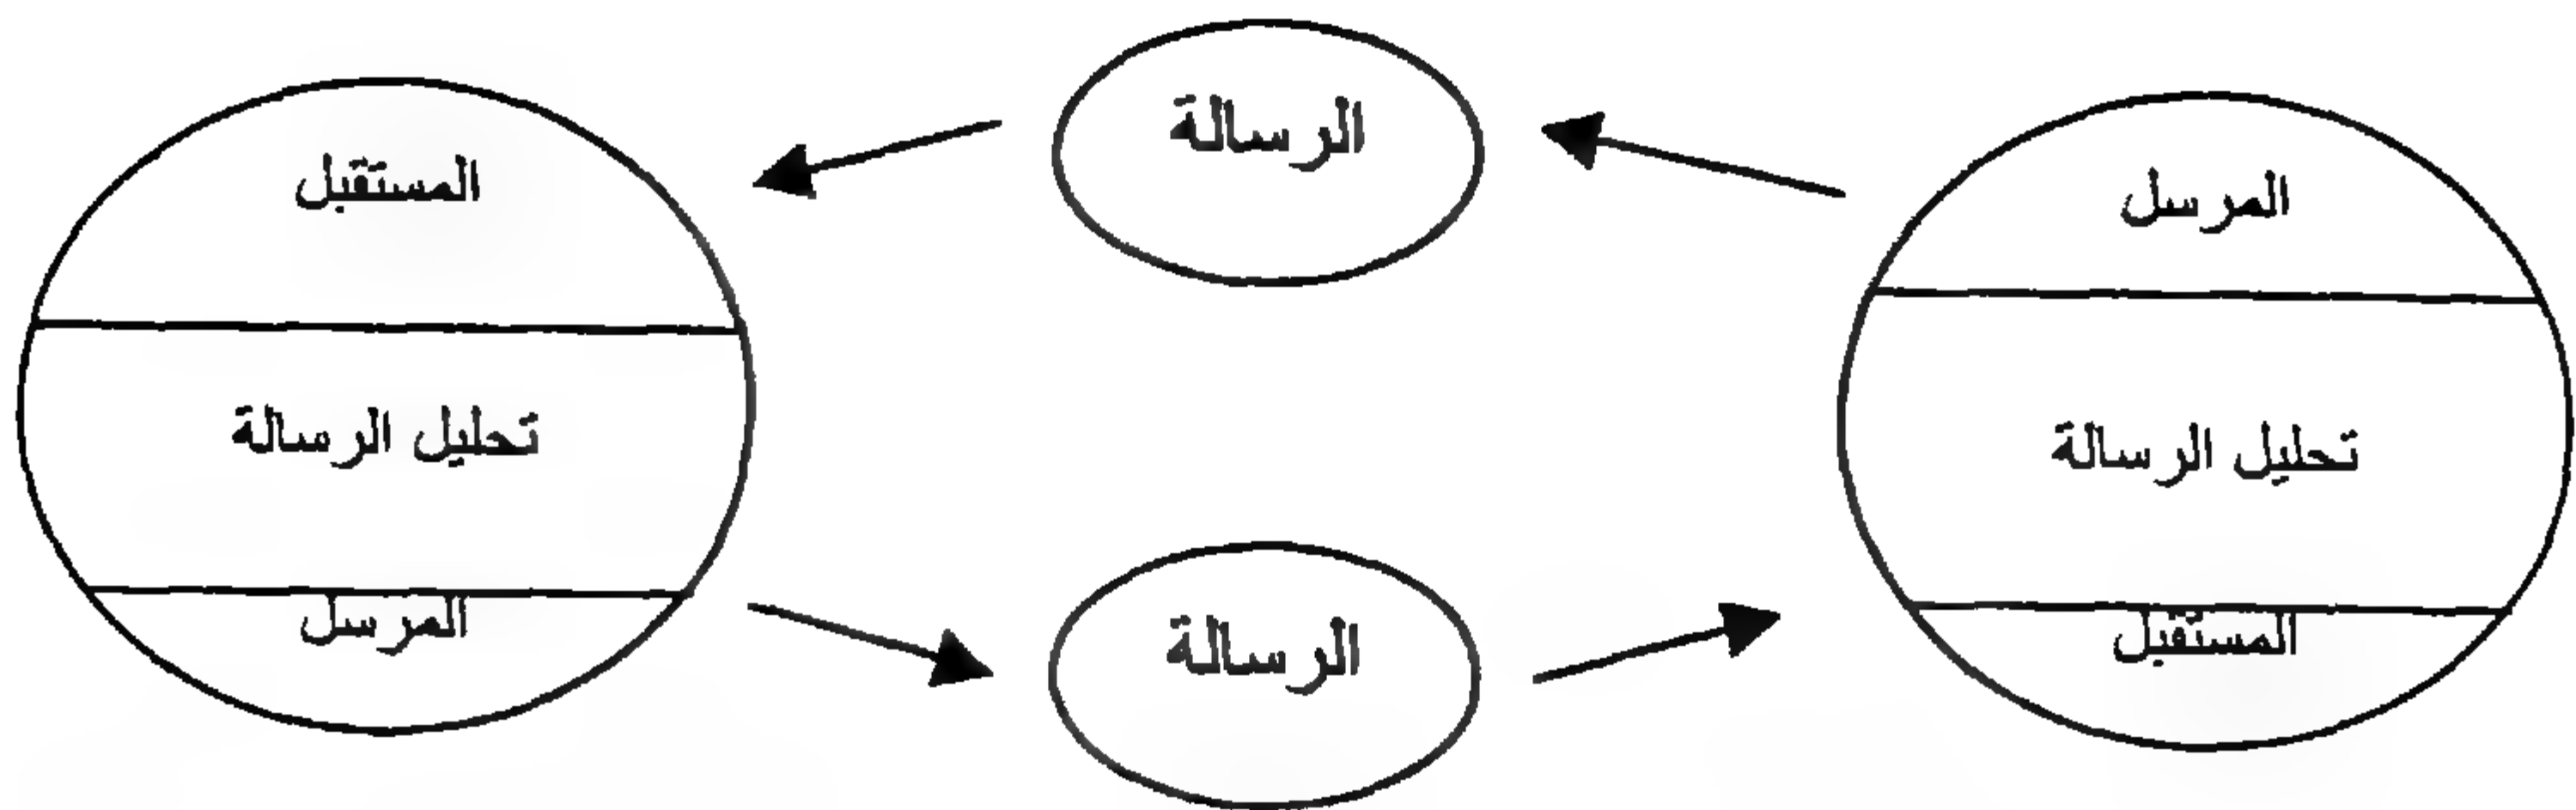 الرسالة
المرسل
المستقبل
تحليل الرسالة
تحليل الرسالة
المستقبل
المرسل
الرسالة